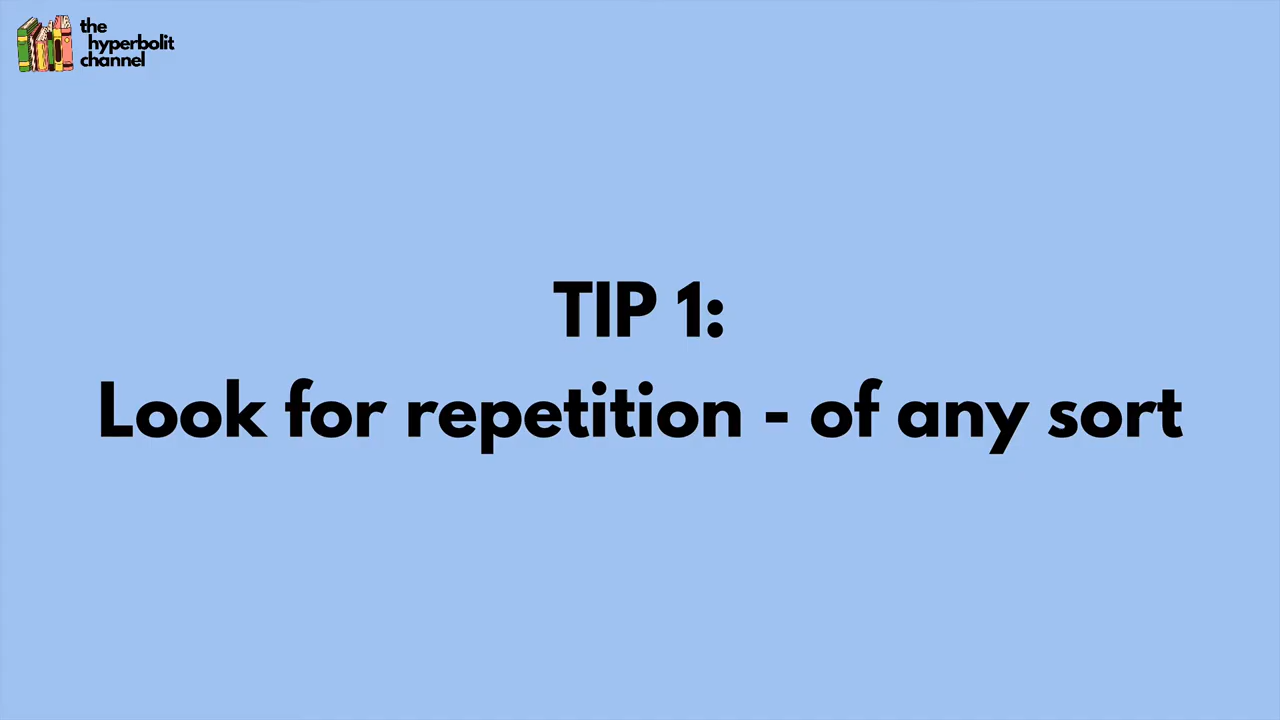 the
hyperbolit
channel
TIP 1:
Look for repetition - of any sort